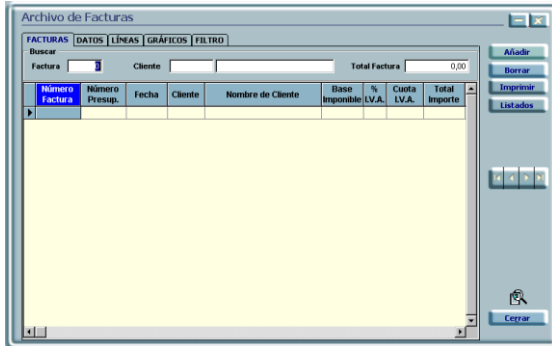 Archivo de Facturas
FACTURAS DATOS LÍNEAS GRÁFICOS FILTRO
Buscar
Factura 0 Cliente Total Factura 0,00
Número Factura Número Presup. Fecha Cliente Nombre de Cliente Base Imponible % I.V.A. Cuota I.V.A. Total Importe
Añadir
Borrar
Imprimir
Listados
Cerrar